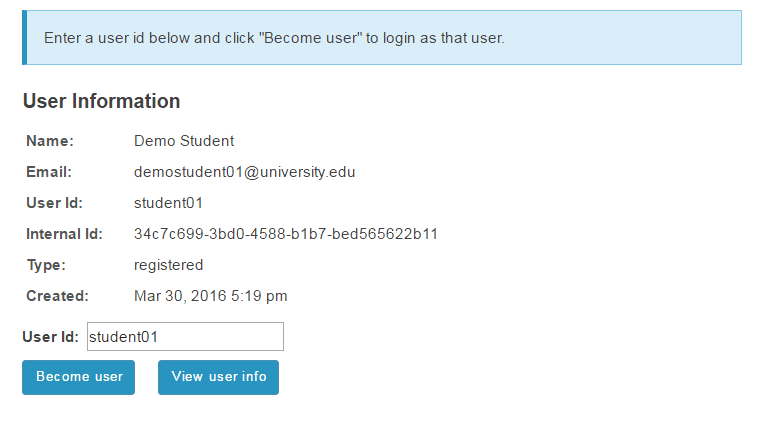 Enter a user id below and click "Become user" to login as that user.
User Information
Name: Demo Student
Email: demostudent01@university.edu
User Id: student01
Internal Id: 34c7c699-3bd0-4588-b1b7-bed565622b11
Type: registered
Created: Mar 30, 2016 5:19 pm
User Id: student01
Become user View user info